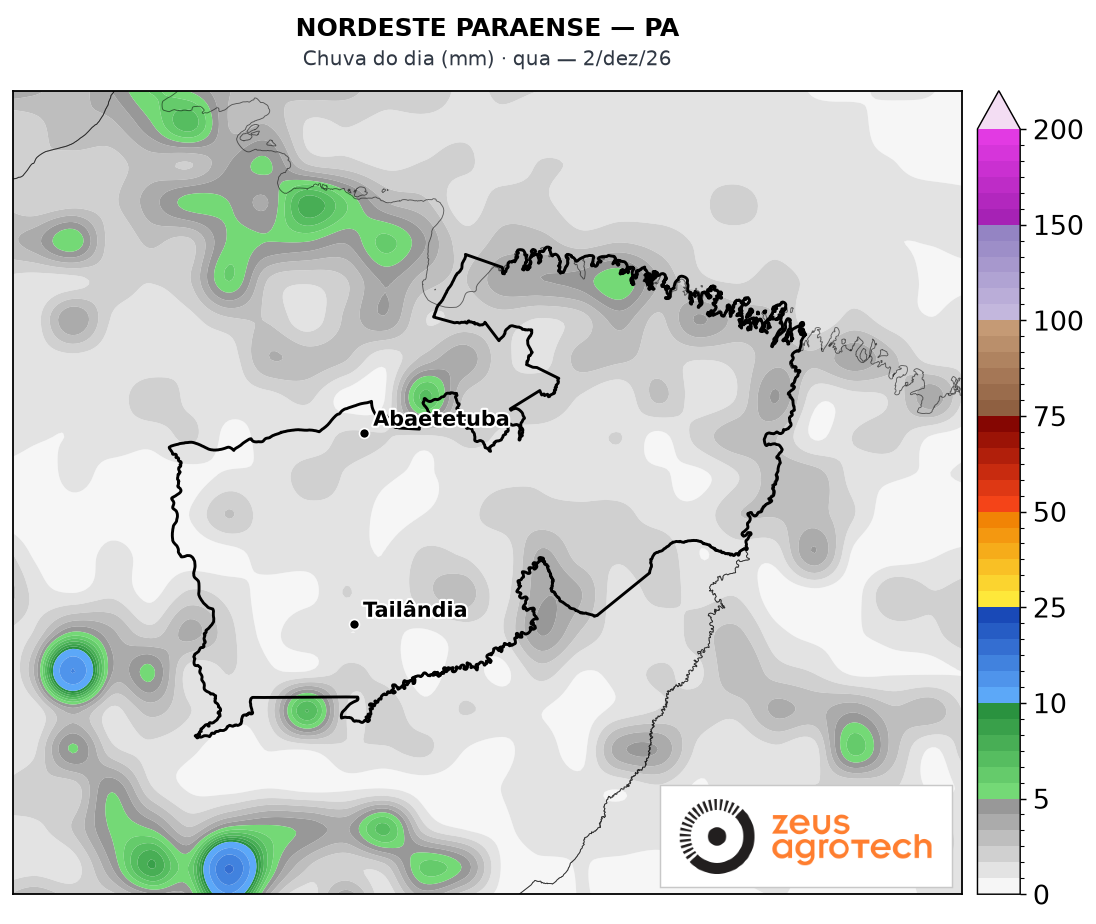 NORDESTE PARAENSE — PA
Chuva do dia (mm) · qua — 2/dez/26
200
150
100
75
50
25
10
5
0
Abaetetuba
Tailândia
zeus
agrotech